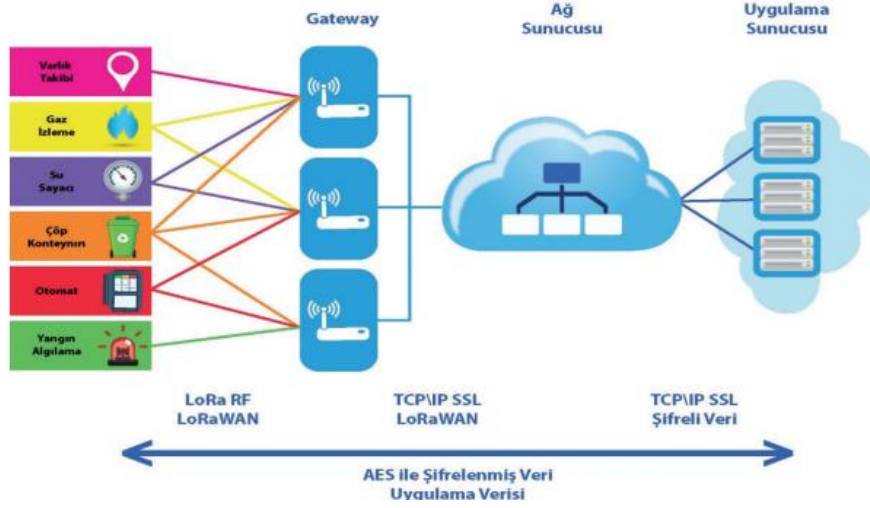 Gateway
Ağ
Sunucusu
Uygulama
Sunucusu
Varlık
Takibi
Gaz
İzleme
Su
Sayacı
Çöp
Konteynın
Otomat
Yangın
Algılama
LoRa RF
LoRaWAN
TCP\IP SSL
LoRaWAN
TCP\IP SSL
Şifreli Veri
AES ile Şifrelenmiş Veri
Uygulama Verisi